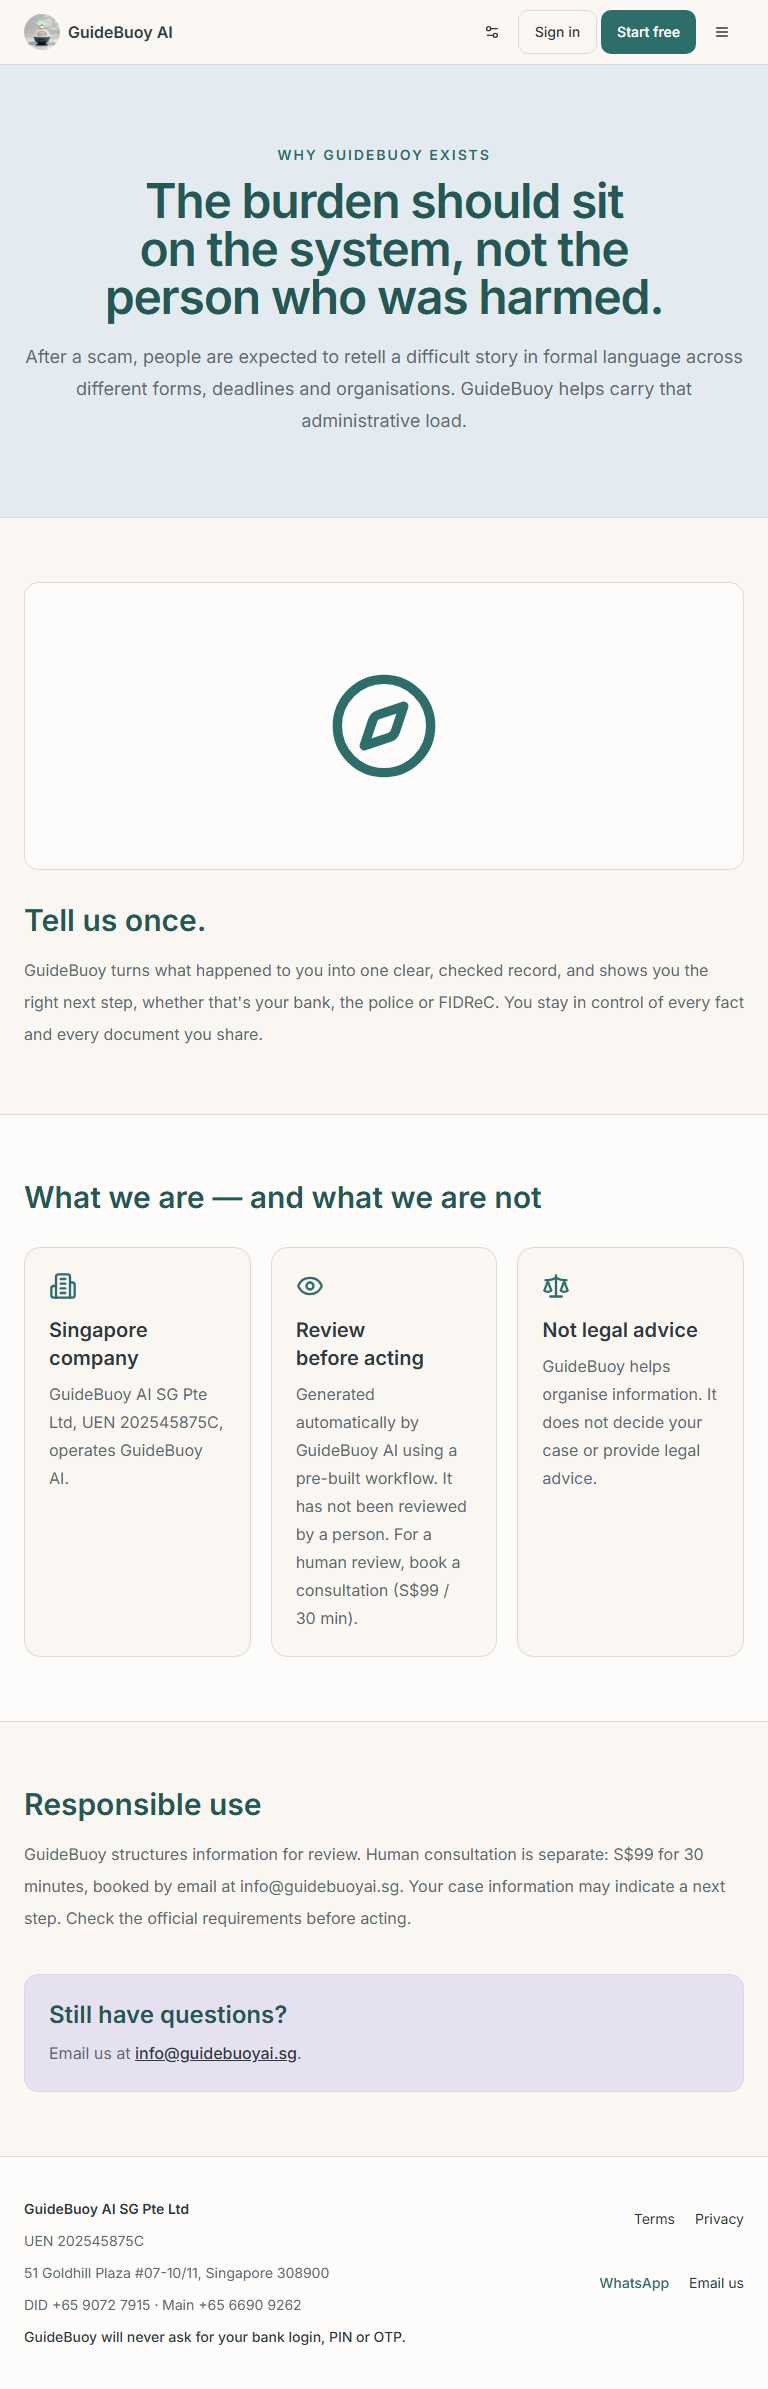 GuideBuoy AI
Sign in
Start free
WHY GUIDEBUOY EXISTS
The burden should sit
on the system, not the
person who was harmed.
After a scam, people are expected to retell a difficult story in formal language across
different forms, deadlines and organisations. GuideBuoy helps carry that
administrative load.
Tell us once.
GuideBuoy turns what happened to you into one clear, checked record, and shows you the
right next step, whether that's your bank, the police or FIDReC. You stay in control of every fact
and every document you share.
What we are — and what we are not
Singapore
company
GuideBuoy AI SG Pte
Ltd, UEN 202545875C,
operates GuideBuoy
AI.
Review
before acting
Generated
automatically by
GuideBuoy AI using a
pre-built workflow. It
has not been reviewed
by a person. For a
human review, book a
consultation (S$99 /
30 min).
Not legal advice
GuideBuoy helps
organise information. It
does not decide your
case or provide legal
advice.
Responsible use
GuideBuoy structures information for review. Human consultation is separate: S$99 for 30
minutes, booked by email at info@guidebuoyai.sg. Your case information may indicate a next
step. Check the official requirements before acting.
Still have questions?
Email us at info@guidebuoyai.sg.
GuideBuoy AI SG Pte Ltd
UEN 202545875C
51 Goldhill Plaza #07-10/11, Singapore 308900
DID +65 9072 7915 · Main +65 6690 9262
GuideBuoy will never ask for your bank login, PIN or OTP.
Terms Privacy
WhatsApp Email us